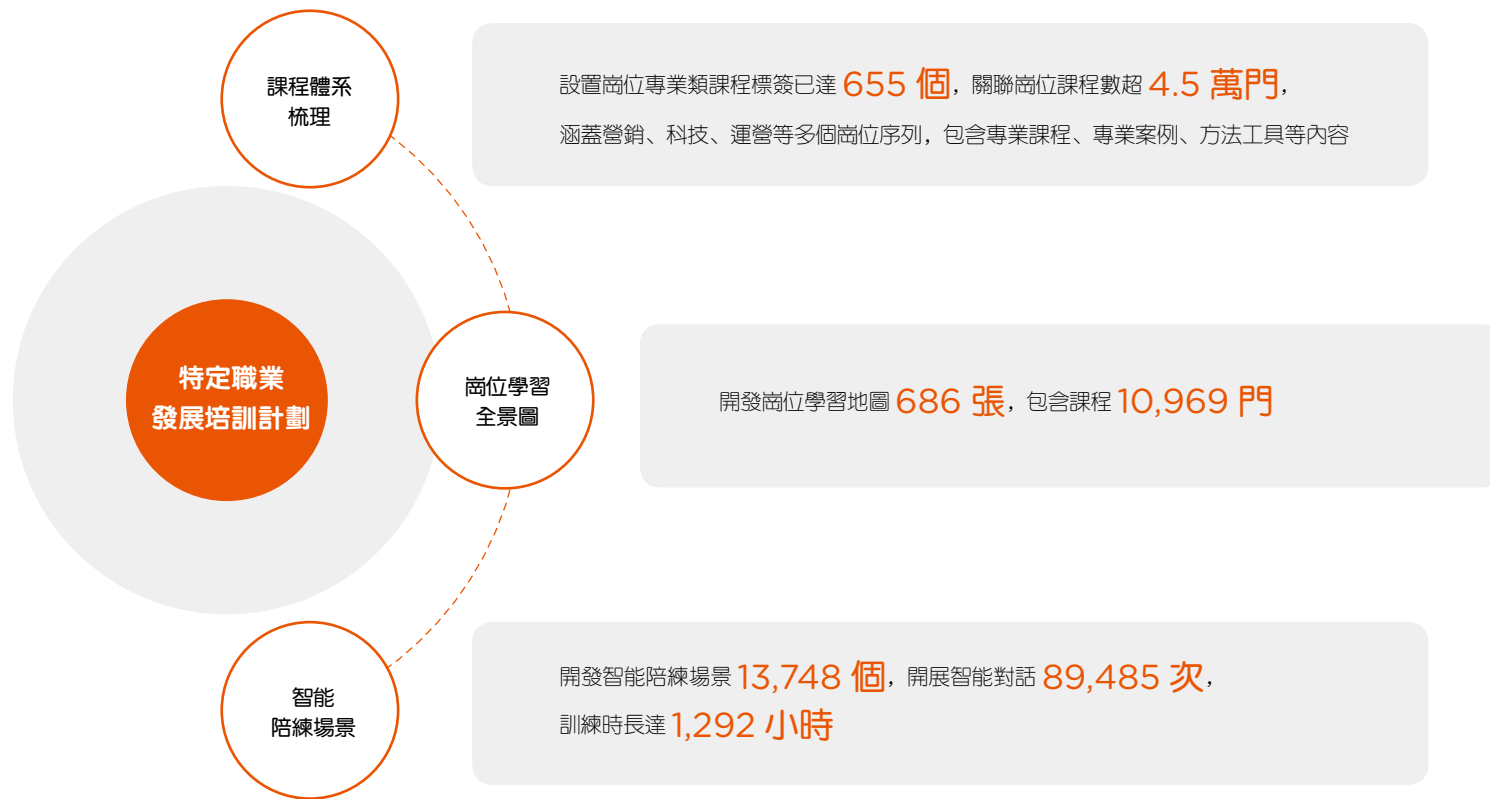 課程體系
梳理
設置崗位專業類課程標簽已達 655 個，關聯崗位課程數超 4.5 萬門，
涵蓋營銷、科技、運營等多個崗位序列，包含專業課程、專業案例、方法工具等內容
特定職業
發展培訓計劃
崗位學習
全景圖
開發崗位學習地圖 686 張，包含課程 10,969 門
智能
陪練場景
開發智能陪練場景 13,748 個，開展智能對話 89,485 次，
訓練時長達 1,292 小時